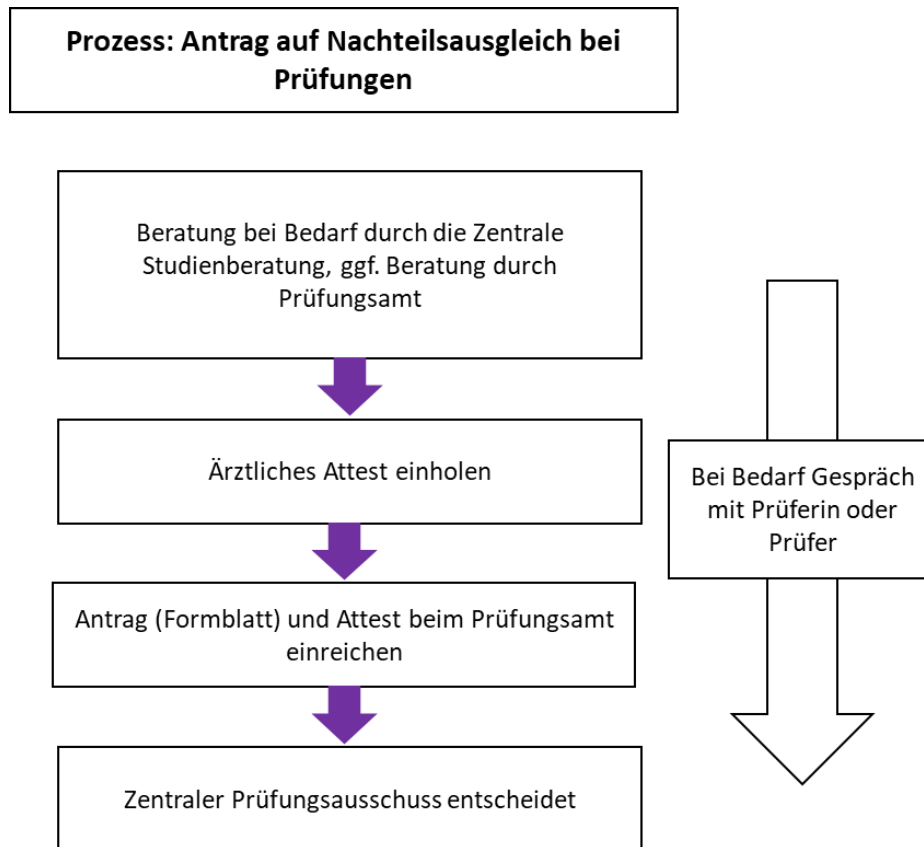 Prozess: Antrag auf Nachteilsausgleich bei
Prüfungen
Beratung bei Bedarf durch die Zentrale
Studienberatung, ggf. Beratung durch
Prüfungsamt
Ärztliches Attest einholen
Bei Bedarf Gespräch
mit Prüferin oder
Prüfer
Antrag (Formblatt) und Attest beim Prüfungsamt
einreichen
Zentraler Prüfungsausschuss entscheidet